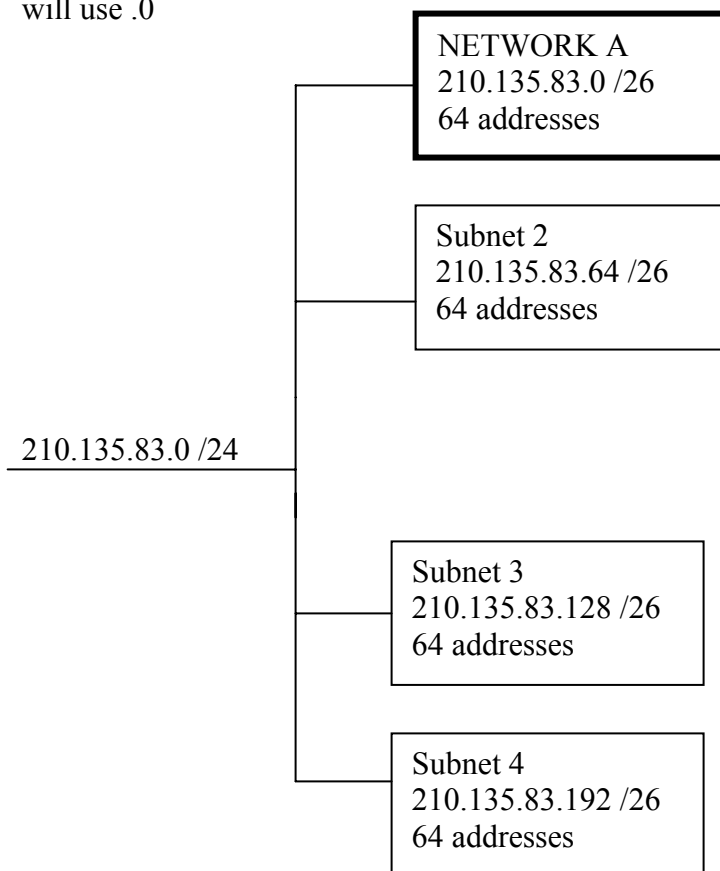 will use .0
NETWORK A
210.135.83.0 /26
64 addresses
Subnet 2
210.135.83.64 /26
64 addresses
210.135.83.0 /24
Subnet 3
210.135.83.128 /26
64 addresses
Subnet 4
210.135.83.192 /26
64 addresses